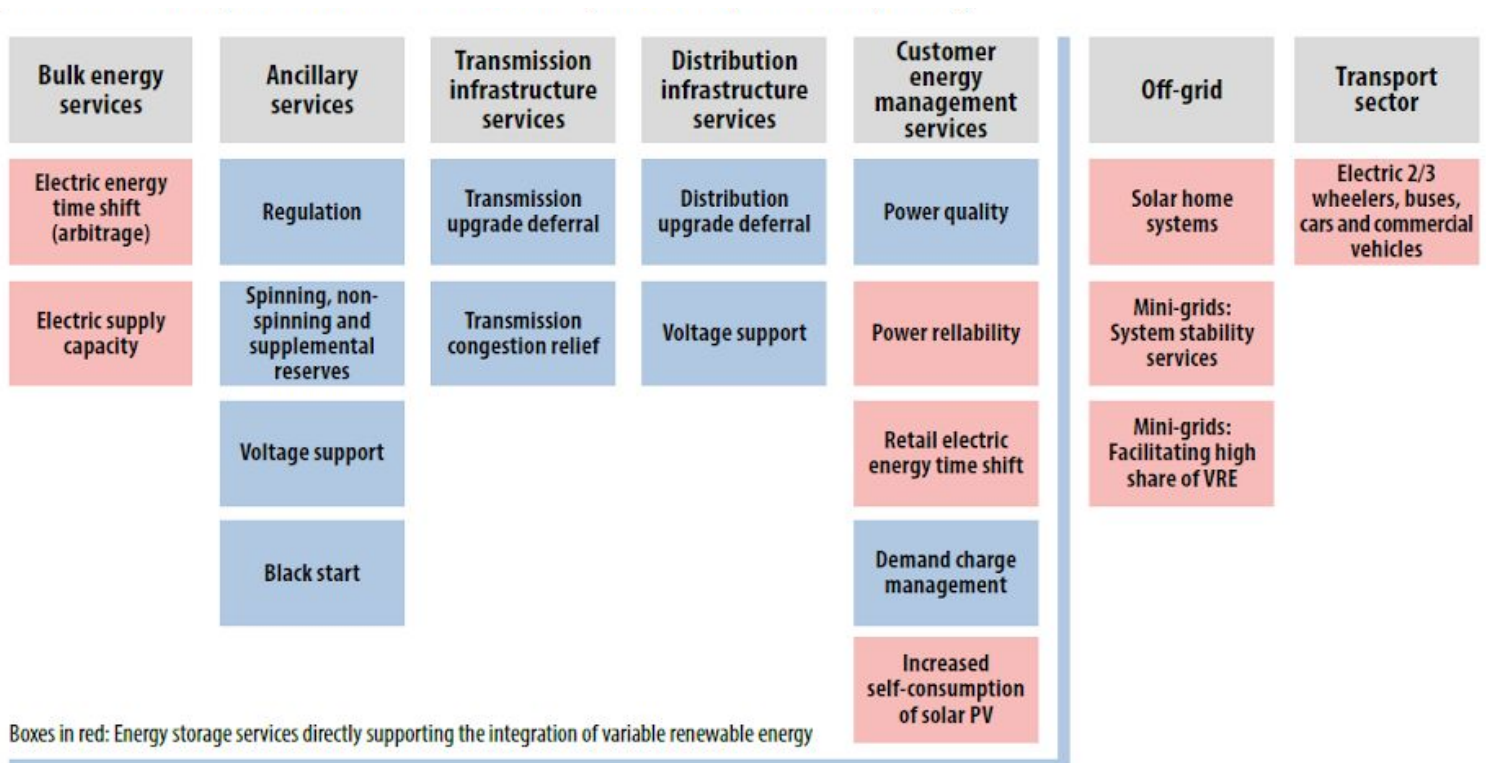 Bulk energy
services
Electric energy
time shift
(arbitrage)
Electric supply
capacity
Ancillary
services
Regulation
Spinning, non-
spinning and
supplemental
reserves
Voltage support
Black start
Transmission
infrastructure
services
Transmission
upgrade deferral
Transmission
congestion relief
Distribution
infrastructure
services
Distribution
upgrade deferral
Voltage support
Customer
energy
management
services
Power quality
Power rellability
Retail electric
energy time shift
Demand charge
management
Increased
self-consumption
of solar PV
Off-grid
Solar home
systems
Mini-grids:
System stability
services
Mini-grids:
Facilitating high
share of VRE
Transport
sector
Electric 2/3
wheelers, buses,
cars and commercial
vehicles
Boxes in red: Energy storage services directly supporting the integration of variable renewable energy